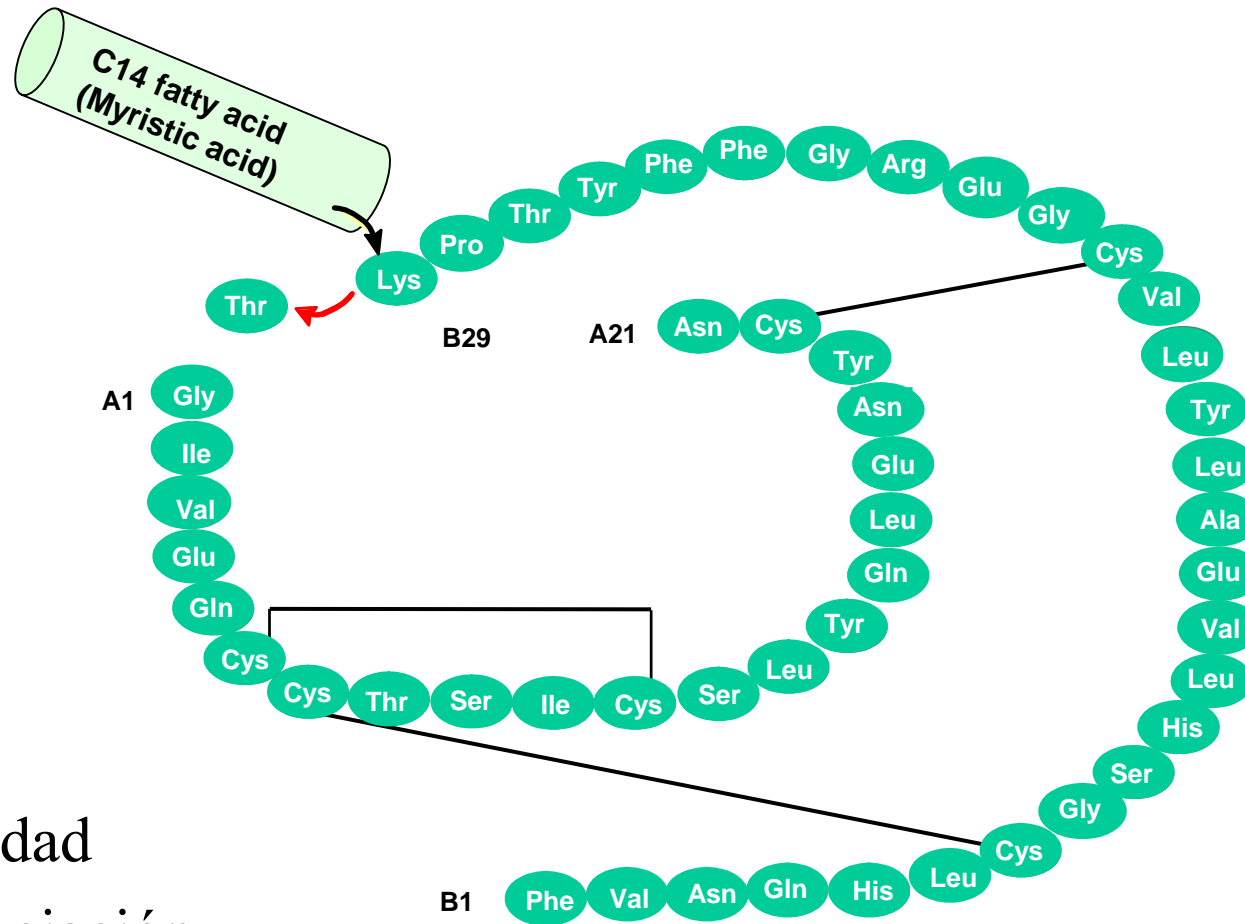 C14 fatty acid
(Myristic acid)
Thr
Lys
Pro
Thr
Tyr
Phe
Phe
Gly
Arg
Glu
Gly
Cys
Val
Leu
Tyr
Leu
Ala
Glu
Val
Leu
His
Ser
Gly
Cys
Leu
His
Gln
Asn
Val
Phe
B1
B29
A21
Asn
Cys
Tyr
Asn
Glu
Leu
Gln
Tyr
Leu
Ser
Cys
Ile
Ser
Thr
Cys
Cys
Gln
Glu
Val
Ile
Gly
A1
dad